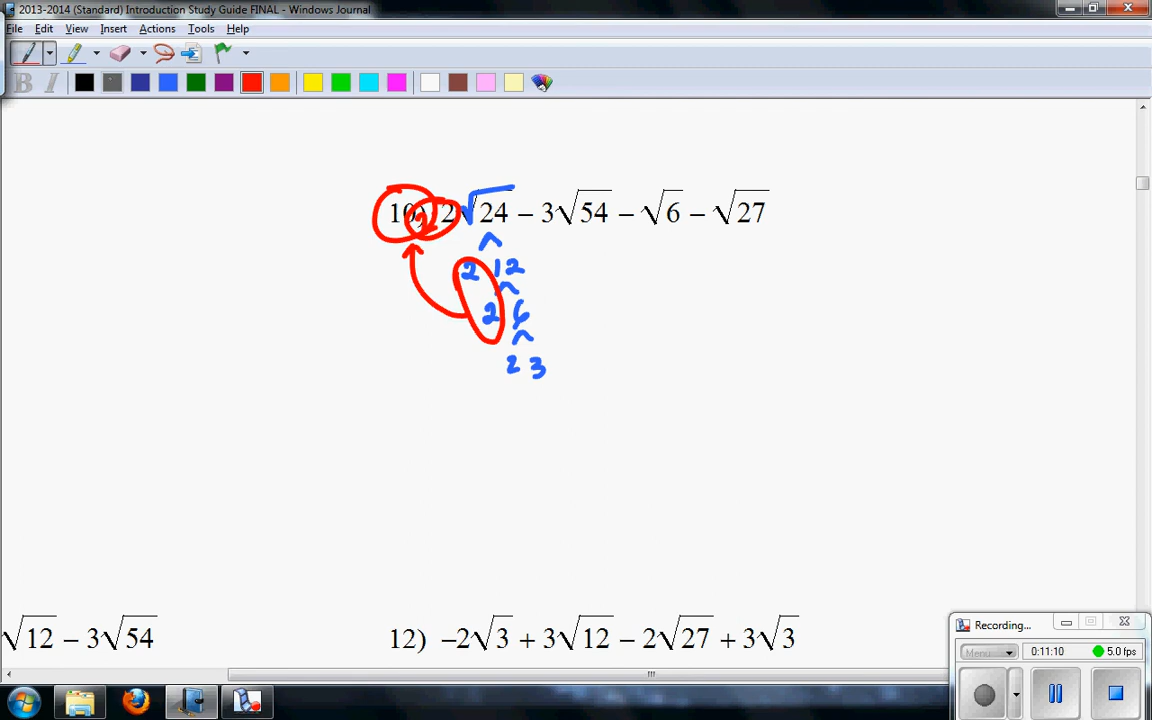 2013-2014 (Standard) Introduction Study Guide FINAL - Windows Journal
File Edit View Insert Actions Tools Help
B I
10) 2√24 − 3√54 − √6 − √27
2
2 12
2 6
2 3
√12 − 3√54
12) −2√3 + 3√12 − 2√27 + 3√3
Recording...
Menu 0:11:10 5.0 fps